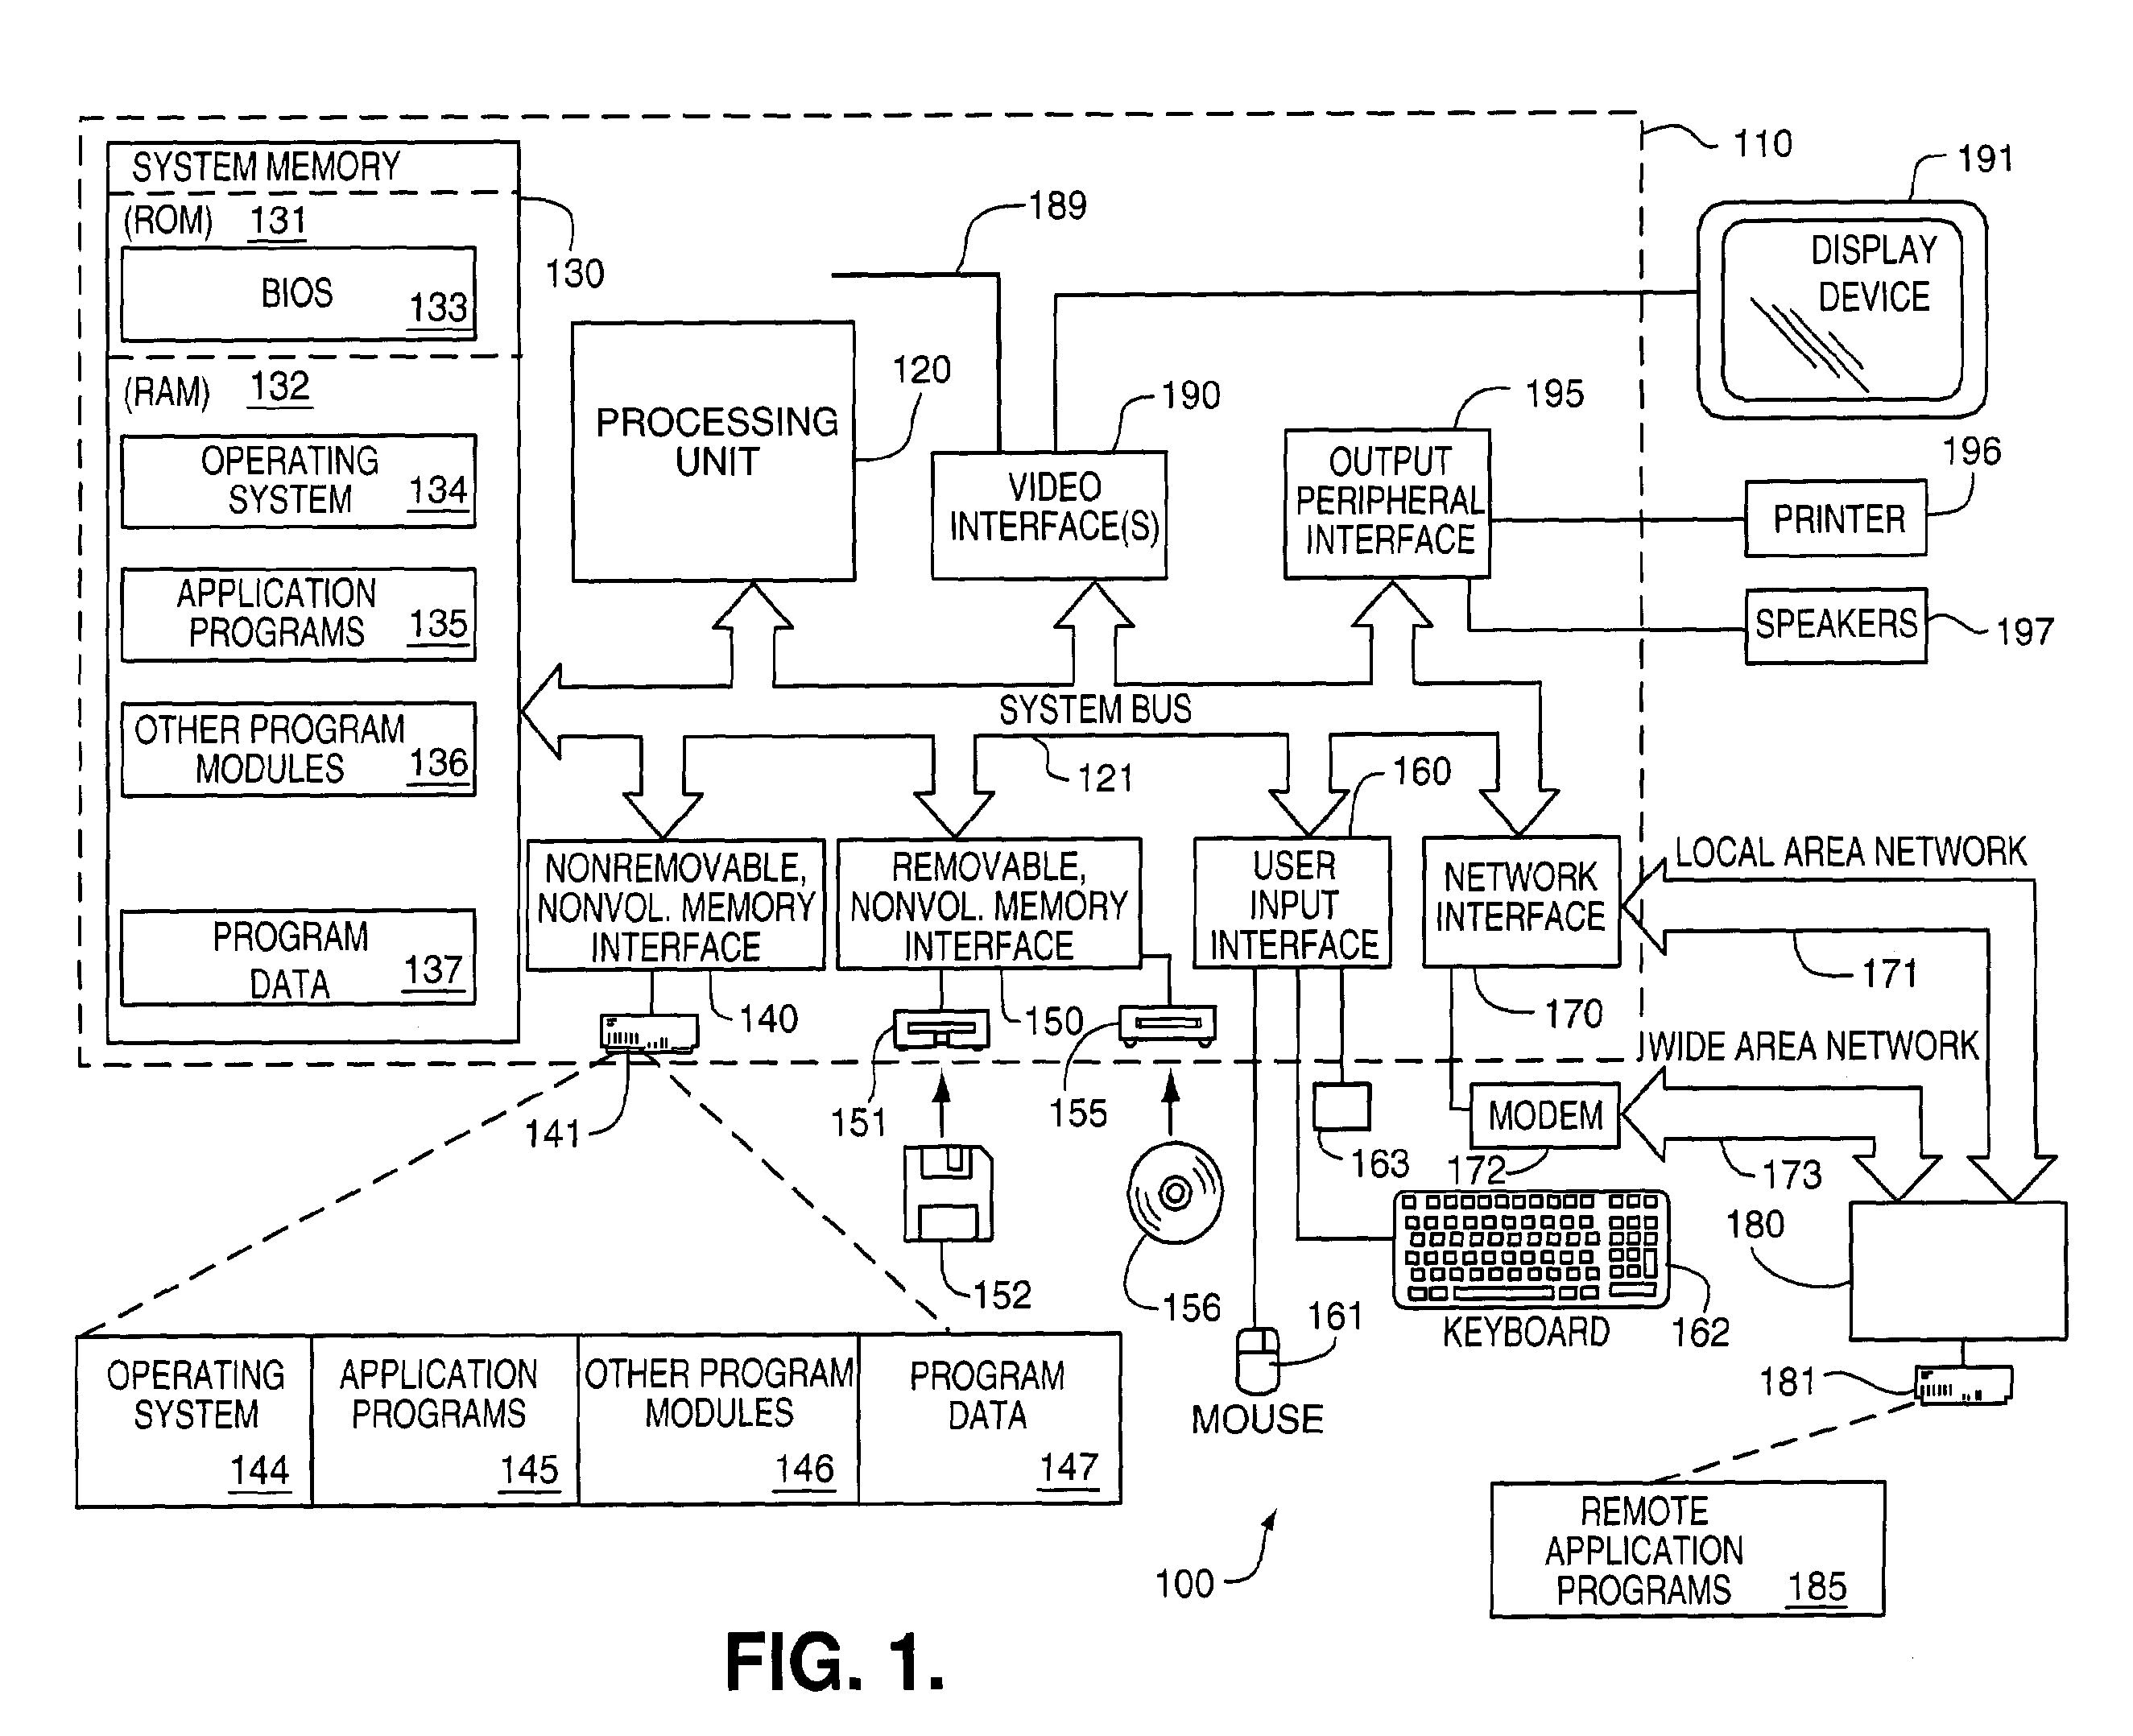 110
191
SYSTEM MEMORY
(ROM) 131
BIOS 133
130
189
DISPLAY
DEVICE
(RAM) 132
OPERATING
SYSTEM 134
APPLICATION
PROGRAMS 135
OTHER PROGRAM
MODULES 136
PROGRAM
DATA 137
PROCESSING
UNIT
120
190
VIDEO
INTERFACE(S)
195
OUTPUT
PERIPHERAL
INTERFACE
196
PRINTER
SPEAKERS
197
SYSTEM BUS
121
160
NONREMOVABLE,
NONVOL. MEMORY
INTERFACE
REMOVABLE,
NONVOL. MEMORY
INTERFACE
USER
INPUT
INTERFACE
NETWORK
INTERFACE
LOCAL AREA NETWORK
171
140
150
170
WIDE AREA NETWORK
141
151
155
163
MODEM
172
173
180
152
156
161
MOUSE
KEYBOARD
162
181
OPERATING
SYSTEM
144
APPLICATION
PROGRAMS
145
OTHER PROGRAM
MODULES
146
PROGRAM
DATA
147
REMOTE
APPLICATION
PROGRAMS 185
100
FIG. 1.